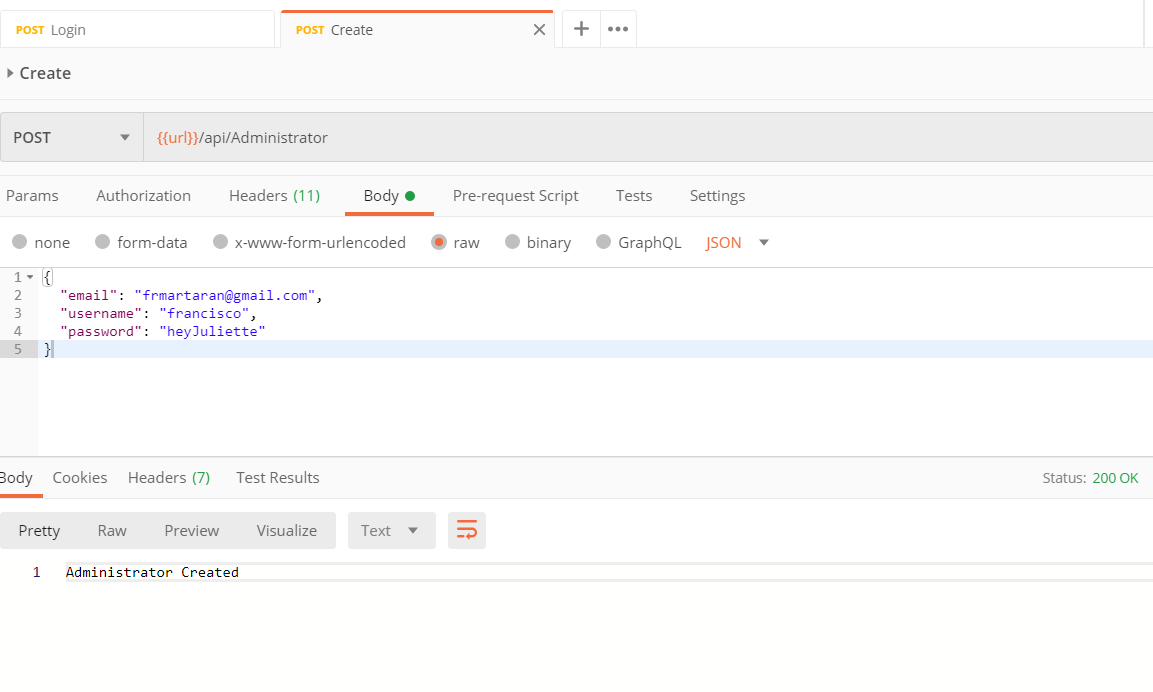 POST Login
POST Create
Create
POST {{url}}/api/Administrator
Params Authorization Headers (11) Body Pre-request Script Tests Settings
none form-data x-www-form-urlencoded raw binary GraphQL JSON
1 {
2 "email": "frmartaran@gmail.com",
3 "username": "francisco",
4 "password": "heyJuliette"
5 }
Body Cookies Headers (7) Test Results Status: 200 OK
Pretty Raw Preview Visualize Text
1 Administrator Created